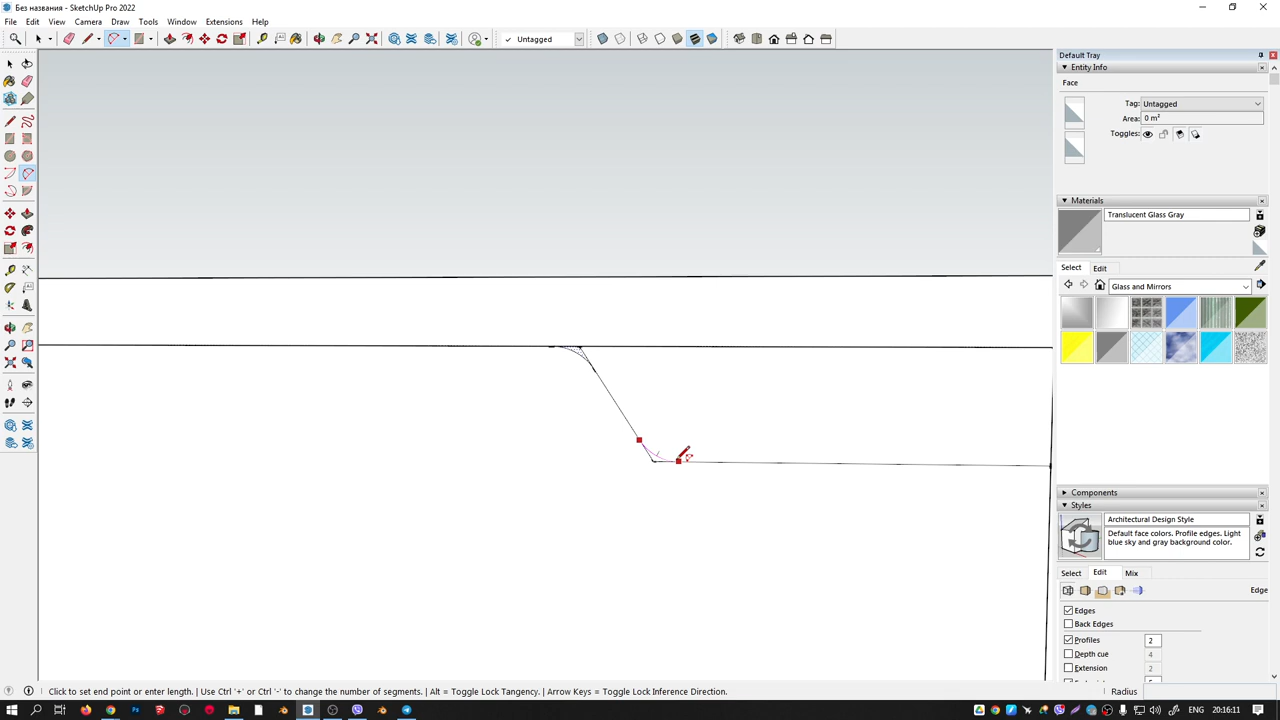 Без названия - SketchUp Pro 2022
File Edit View Camera Draw Tools Window Extensions Help
Untagged
Default Tray
Entity Info
Face
Tag: Untagged
Area: 0 m²
Toggles:
Materials
Translucent Glass Gray
Select Edit
Glass and Mirrors
Components
Styles
Architectural Design Style
Default face colors. Profile edges. Light
blue sky and gray background color.
Select Edit Mix
Edge
Edges
Back Edges
Profiles 2
Depth cue 4
Extension 2
Click to set end point or enter length. | Use Ctrl '+' or Ctrl '-' to change the number of segments. | Alt = Toggle Lock Tangency. | Arrow Keys = Toggle Lock Inference Direction. Radius
ENG 20:16:11